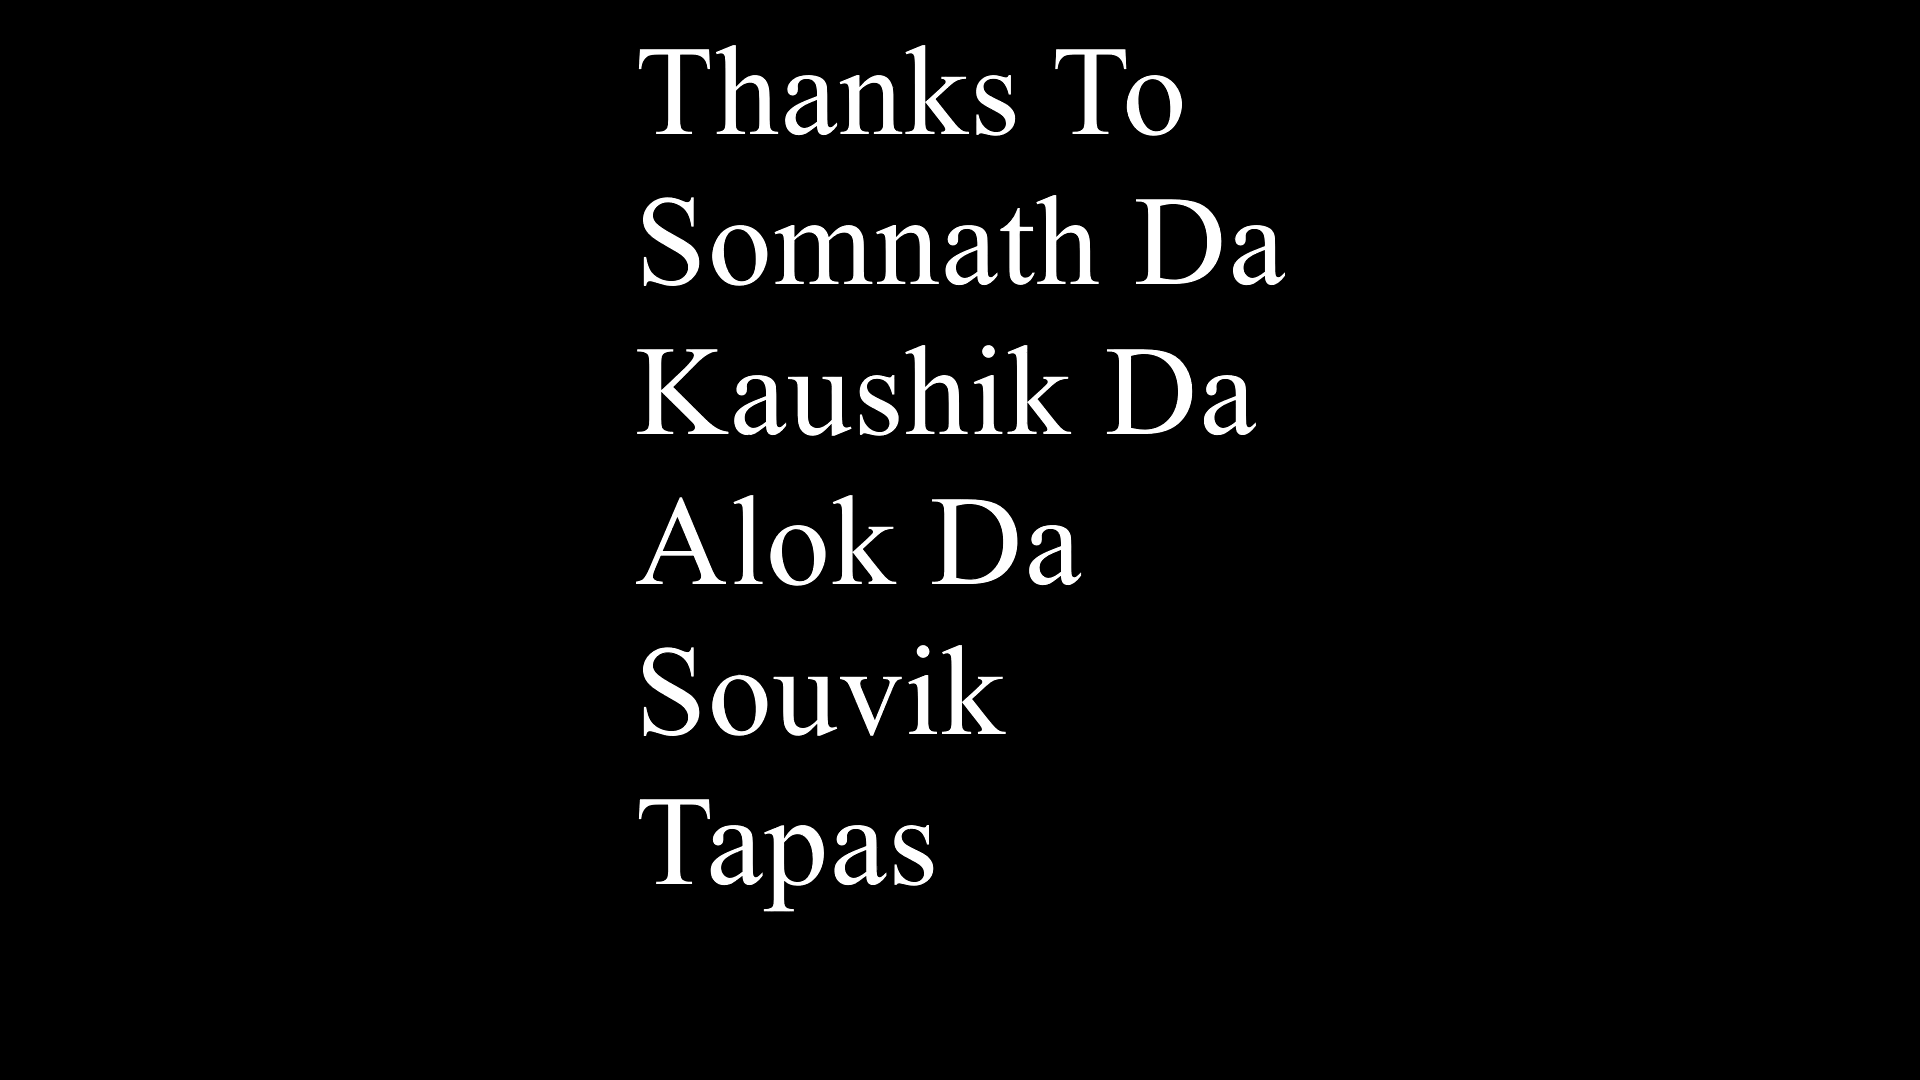 Thanks To
Somnath Da
Kaushik Da
Alok Da
Souvik
Tapas